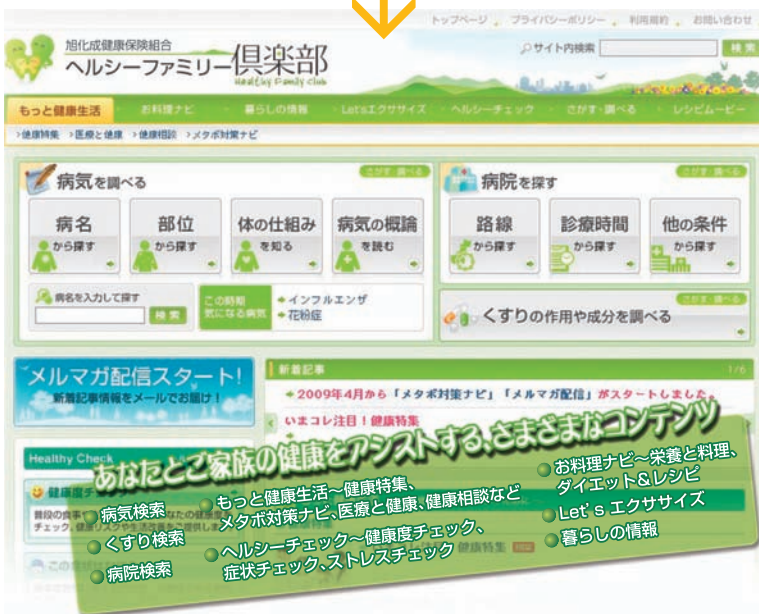 トップページ プライバシーポリシー 利用規約 お問い合わせ
旭化成健康保険組合
ヘルシーファミリー倶楽部
Healthy Family Club
サイト内検索 検索
もっと健康生活 お料理ナビ 暮らしの情報 Let'sエクササイズ ヘルシーチェック さがす・調べる レシピムービー
>健康特集 >医療と健康 >健康相談 >メタボ対策ナビ
病気を調べる さがす・調べる
病名から探す
部位から探す
体の仕組みを知る
病気の概論を読む
病名を入力して探す
検索
この時期気になる病気
インフルエンザ
花粉症
病院を探す さがす・調べる
路線から探す
診療時間から探す
他の条件から探す
さがす・調べる
くすりの作用や成分を調べる
メルマガ配信スタート!
新着記事情報をメールでお届け!
新着記事 1/6
2009年4月から「メタボ対策ナビ」「メルマガ配信」がスタートしました。
いまコレ注目!健康特集
Healthy Check
あなたとご家族の健康をアシストする、さまざまなコンテンツ
病気検索
くすり検索
病院検索
もっと健康生活〜健康特集、
メタボ対策ナビ、医療と健康、健康相談など
ヘルシーチェック〜健康度チェック、
症状チェック、ストレスチェック
お料理ナビ〜栄養と料理、
ダイエット&レシピ
Let's エクササイズ
暮らしの情報
健康特集